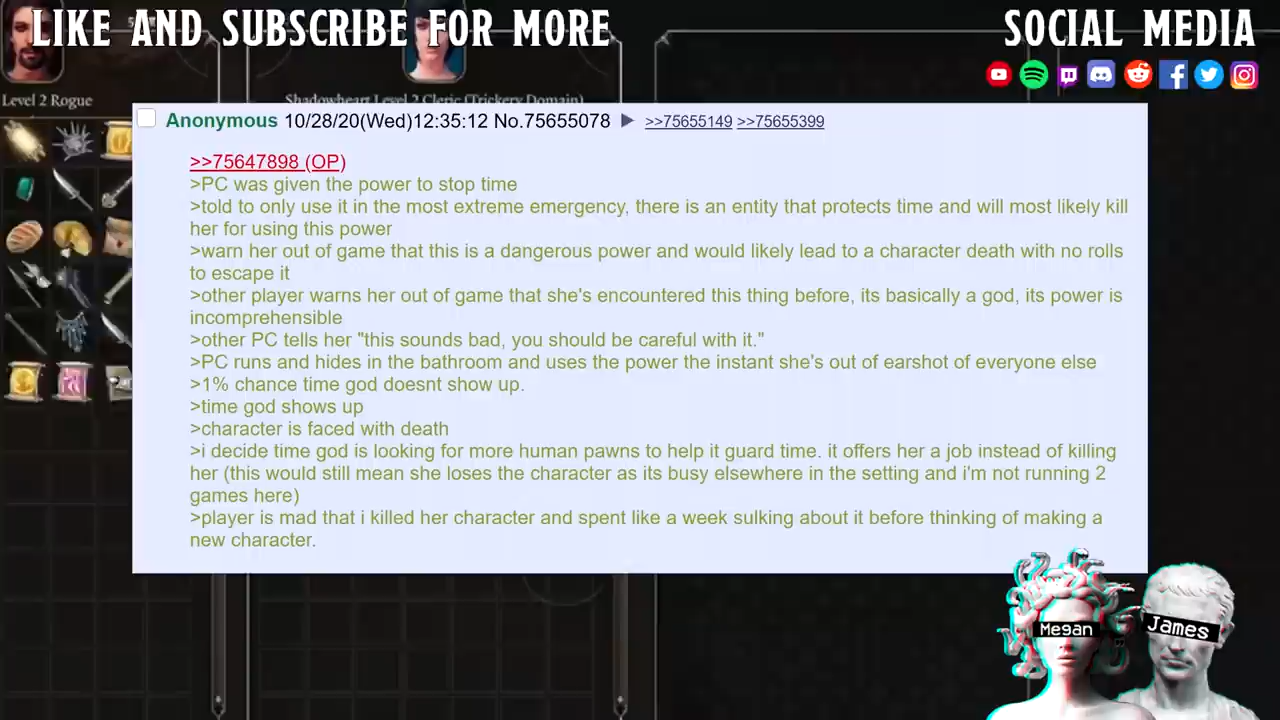 LIKE AND SUBSCRIBE FOR MORE
SOCIAL MEDIA
Level 2 Rogue
Shadowheart Level 2 Cleric (Trickery Domain)
Anonymous 10/28/20(Wed)12:35:12 No.75655078 ▶ >>75655149 >>75655399
>>75647898 (OP)
>PC was given the power to stop time
>told to only use it in the most extreme emergency, there is an entity that protects time and will most likely kill
her for using this power
>warn her out of game that this is a dangerous power and would likely lead to a character death with no rolls
to escape it
>other player warns her out of game that she's encountered this thing before, its basically a god, its power is
incomprehensible
>other PC tells her "this sounds bad, you should be careful with it."
>PC runs and hides in the bathroom and uses the power the instant she's out of earshot of everyone else
>1% chance time god doesnt show up.
>time god shows up
>character is faced with death
>i decide time god is looking for more human pawns to help it guard time. it offers her a job instead of killing
her (this would still mean she loses the character as its busy elsewhere in the setting and i'm not running 2
games here)
>player is mad that i killed her character and spent like a week sulking about it before thinking of making a
new character.
Megan
James